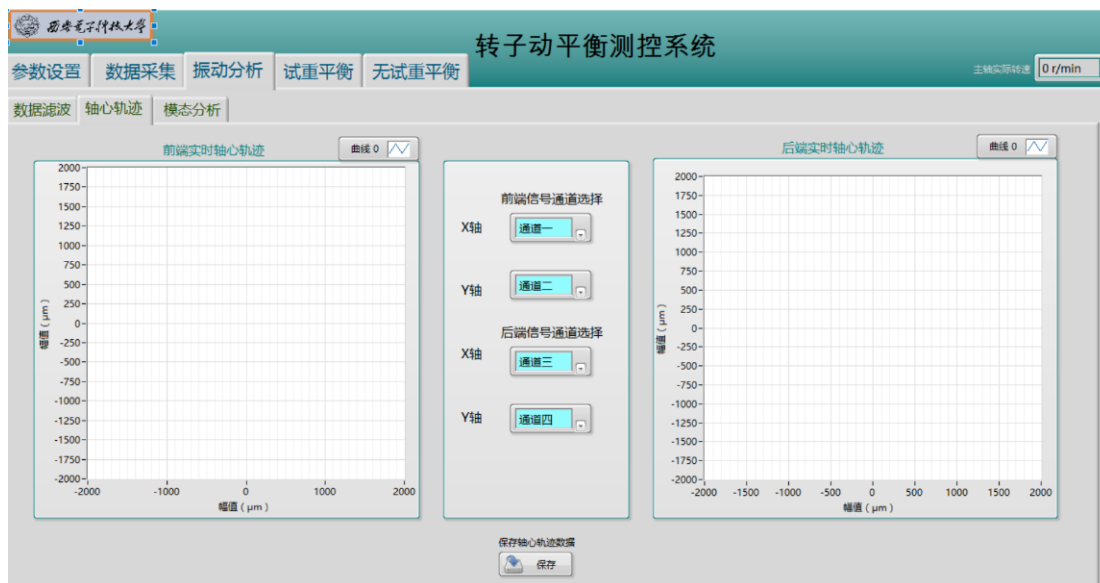 西安电子科技大学
转子动平衡测控系统
参数设置 数据采集 振动分析 试重平衡 无试重平衡
主轴实际转速 0 r/min
数据滤波 轴心轨迹 模态分析
前端实时轴心轨迹 曲线 0
2000
1750
1500
1250
1000
750
500
250
0
-250
-500
-750
-1000
-1250
-1500
-1750
-2000
幅值（μm）
-2000 -1000 0 1000 2000
幅值（μm）
前端信号通道选择
X轴 通道一
Y轴 通道二
后端信号通道选择
X轴 通道三
Y轴 通道四
后端实时轴心轨迹 曲线 0
2000
1750
1500
1250
1000
750
500
250
0
-250
-500
-750
-1000
-1250
-1500
-1750
-2000
幅值（μm）
-2000 -1500 -1000 -500 0 500 1000 1500 2000
幅值（μm）
保存轴心轨迹数据
保存